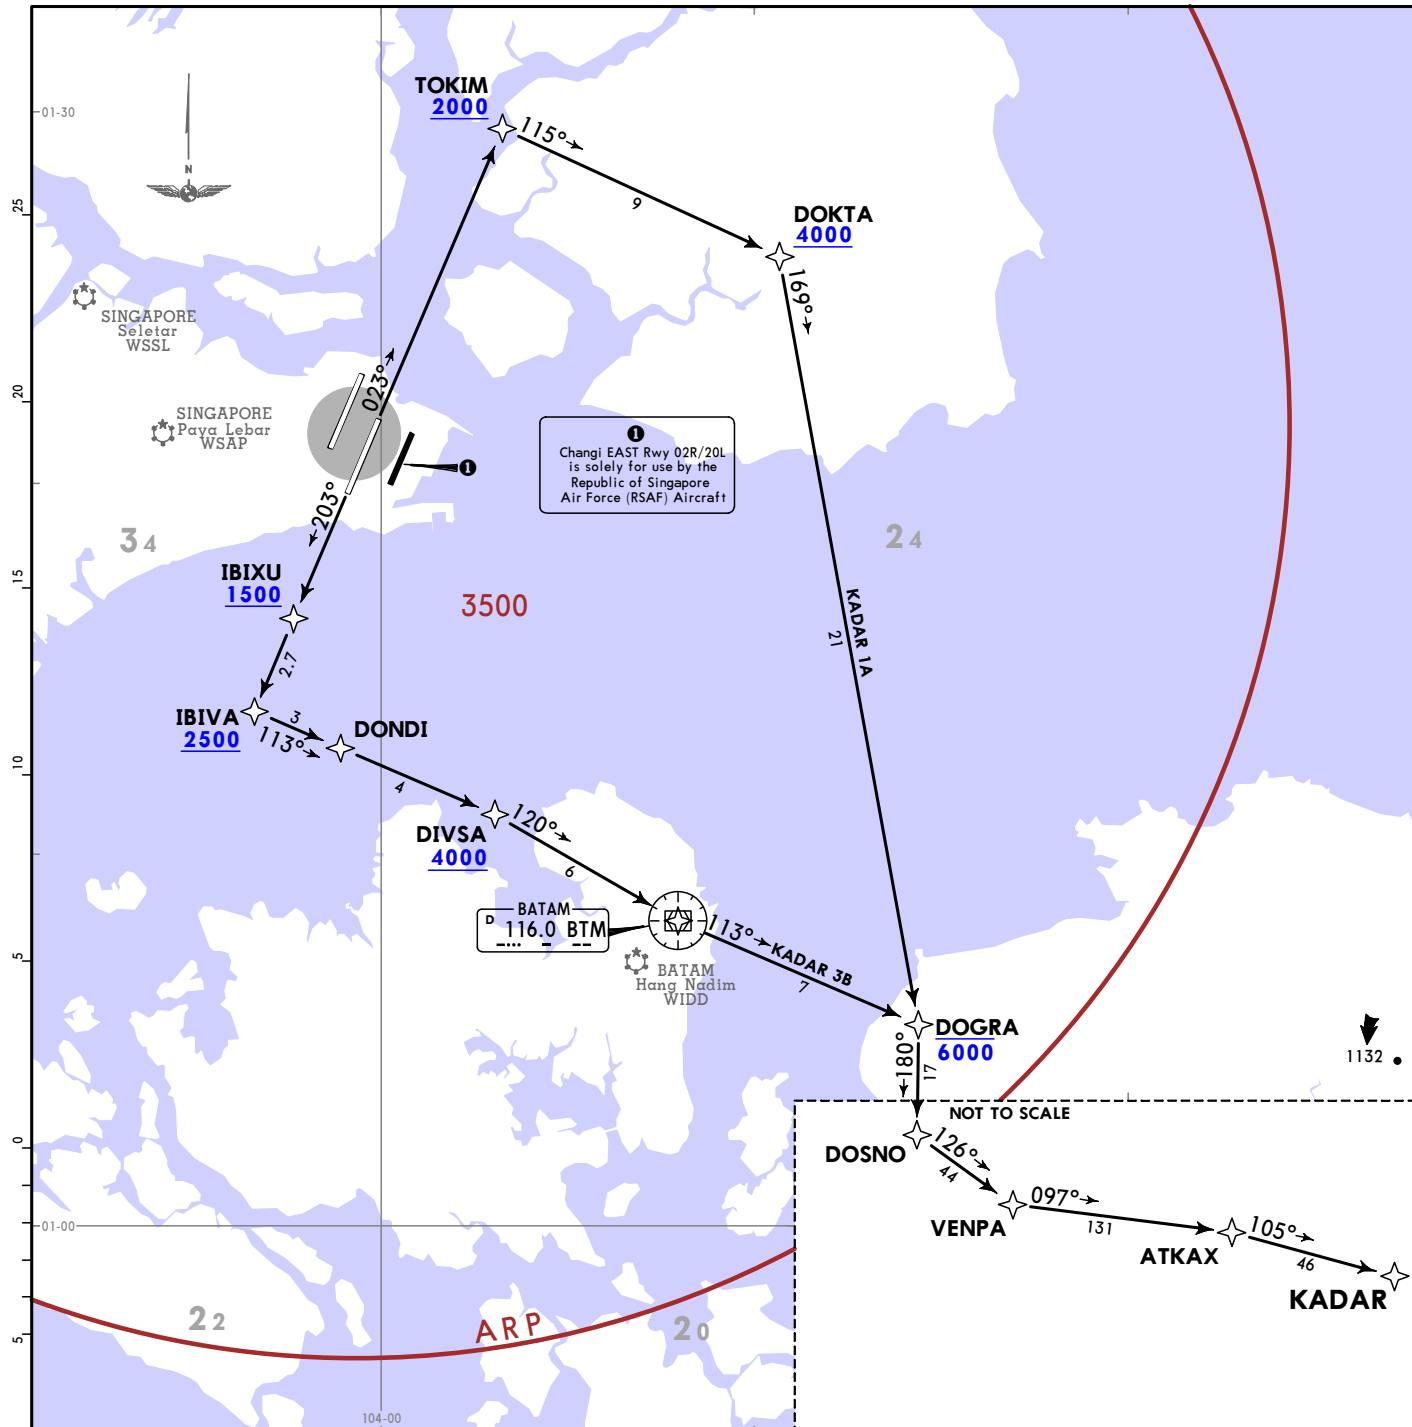 TOKIM
2000
01-30
115°
N
9
DOKTA
4000
25
169°
SINGAPORE
Seletar
WSSL
023°
20
SINGAPORE
Paya Lebar
WSAP
1
Changi EAST Rwy 02R/20L
is solely for use by the
Republic of Singapore
Air Force (RSAF) Aircraft
1
203°
34
24
IBIXU
1500
15
3500
KADAR 1A
21
2.7
IBIVA
2500
3
113°
DONDI
10
4
DIVSA
4000
120°
6
BATAM
D 116.0 BTM
113°
KADAR 3B
7
5
BATAM
Hang Nadim
WIDD
DOGRA
6000
180°
17
1132
NOT TO SCALE
0
DOSNO
126°
44
097°
131
VENPA
01-00
ATKAX
105°
46
KADAR
22
ARP
20
5
104-00